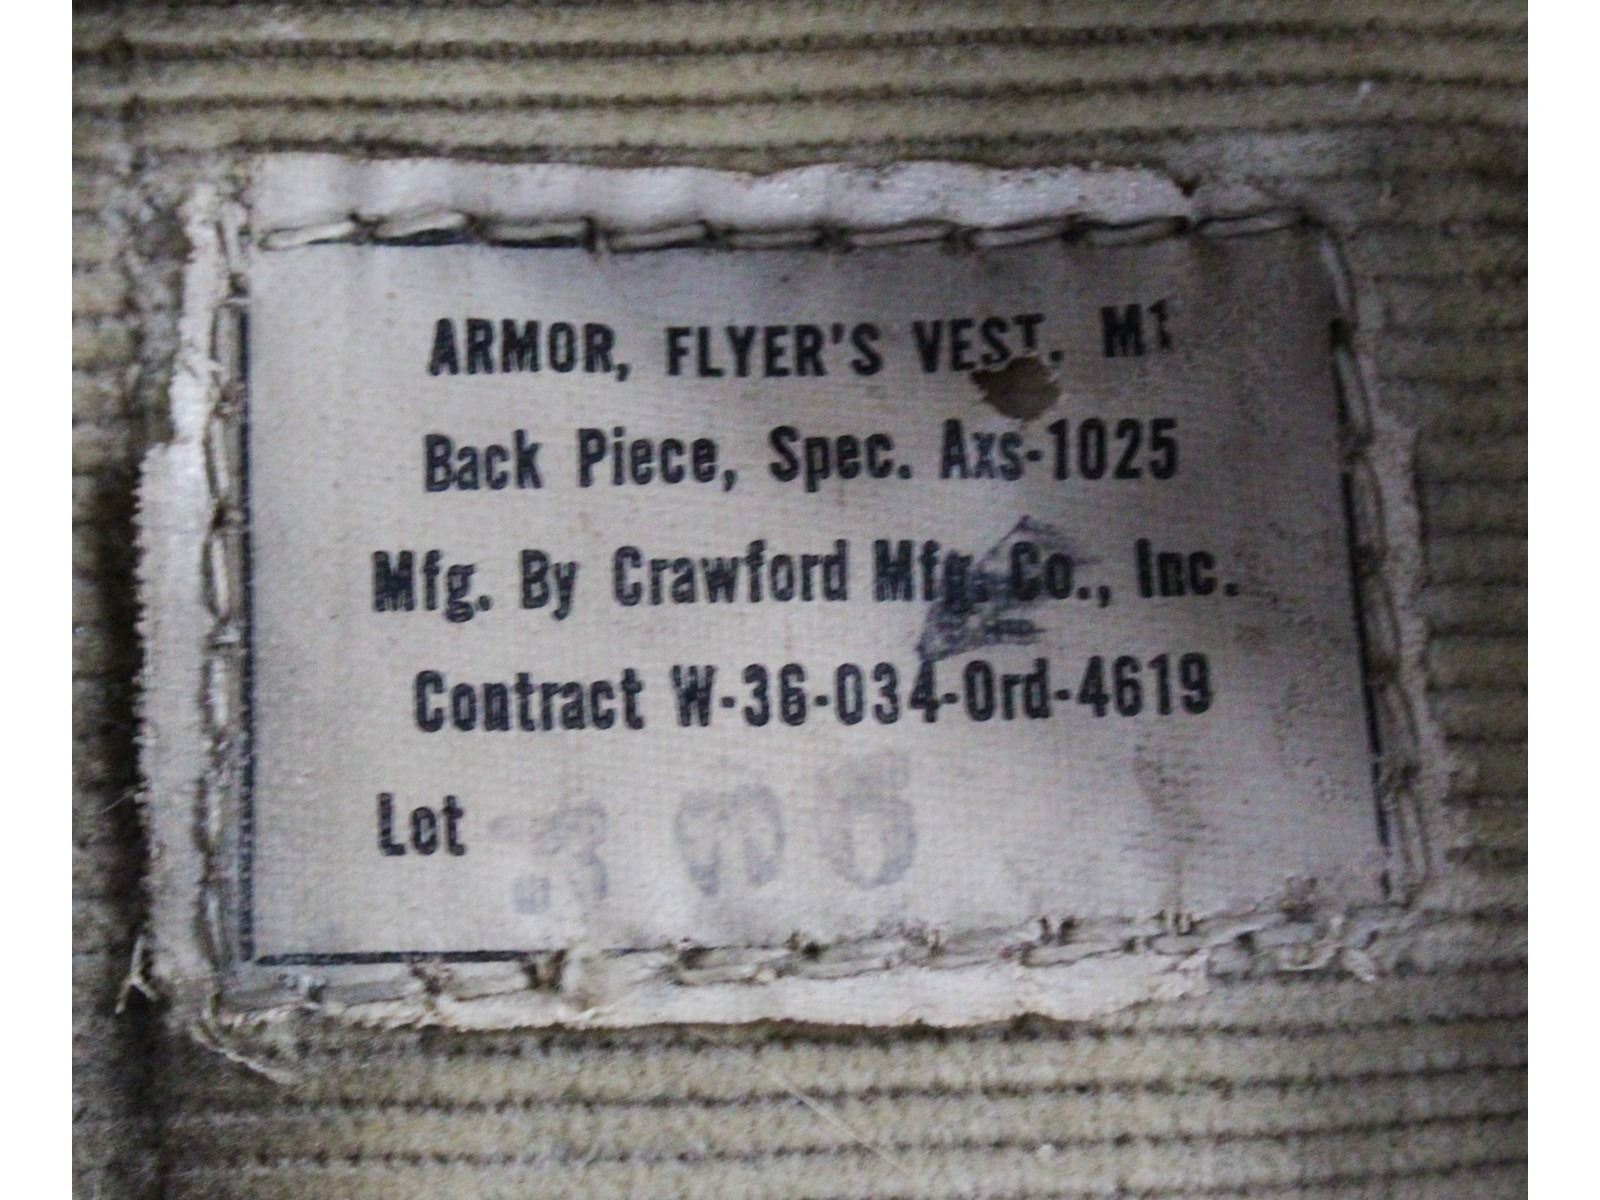 ARMOR, FLYER'S VEST, M1
Back Piece, Spec. Axs-1025
Mfg. By Crawford Mfg. Co., Inc.
Contract W-36-034-Ord-4619
Lot